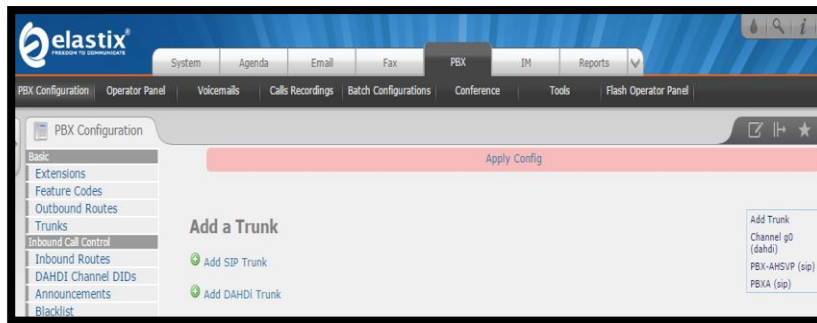 elastix®
FREEDOM TO COMMUNICATE
System Agenda Email Fax PBX IM Reports
PBX Configuration Operator Panel Voicemails Calls Recordings Batch Configurations Conference Tools Flash Operator Panel
PBX Configuration
Basic
Extensions
Feature Codes
Outbound Routes
Trunks
Inbound Call Control
Inbound Routes
DAHDI Channel DIDs
Announcements
Blacklist
Apply Config
Add a Trunk
Add SIP Trunk
Add DAHDi Trunk
Add Trunk
Channel g0
(dahdi)
PBX-AHSVP (sip)
PBXA (sip)